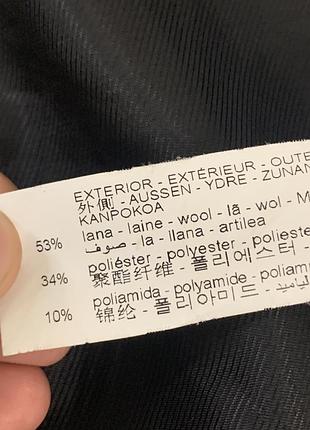 EXTERIOR - EXTÉRIEUR - OUTE
外側 - AUSSEN - YDRE - ZUNAN
KANPOKOA
53% lana - laine - wool - lã - wol - M
صوف - la - llana - artilea
34% poliéster - polyester - polieste
聚酯纤维 - 폴리에스터 -
10% poliamida - polyamide - poliam
锦纶 - 폴리아미드 -